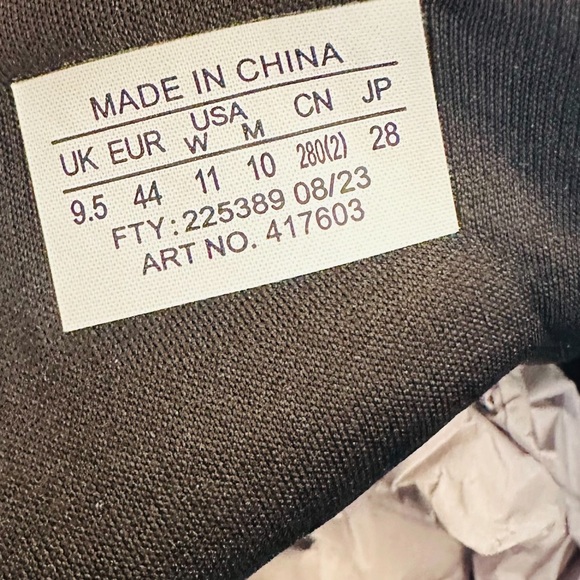 MADE IN CHINA
UK EUR USA W M CN JP
9.5 44 11 10 280(2) 28
FTY: 225389 08/23
ART NO. 417603